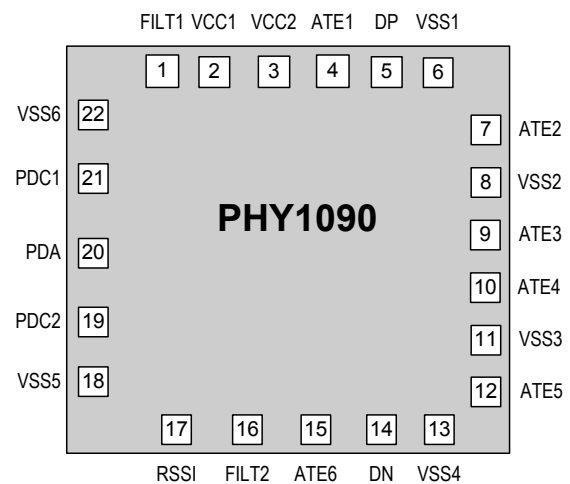 FILT1 VCC1 VCC2 ATE1 DP VSS1
1 2 3 4 5 6
VSS6 22
7 ATE2
PDC1 21
8 VSS2
PHY1090
9 ATE3
PDA 20
10 ATE4
PDC2 19
11 VSS3
VSS5 18
12 ATE5
17 16 15 14 13
RSSI FILT2 ATE6 DN VSS4